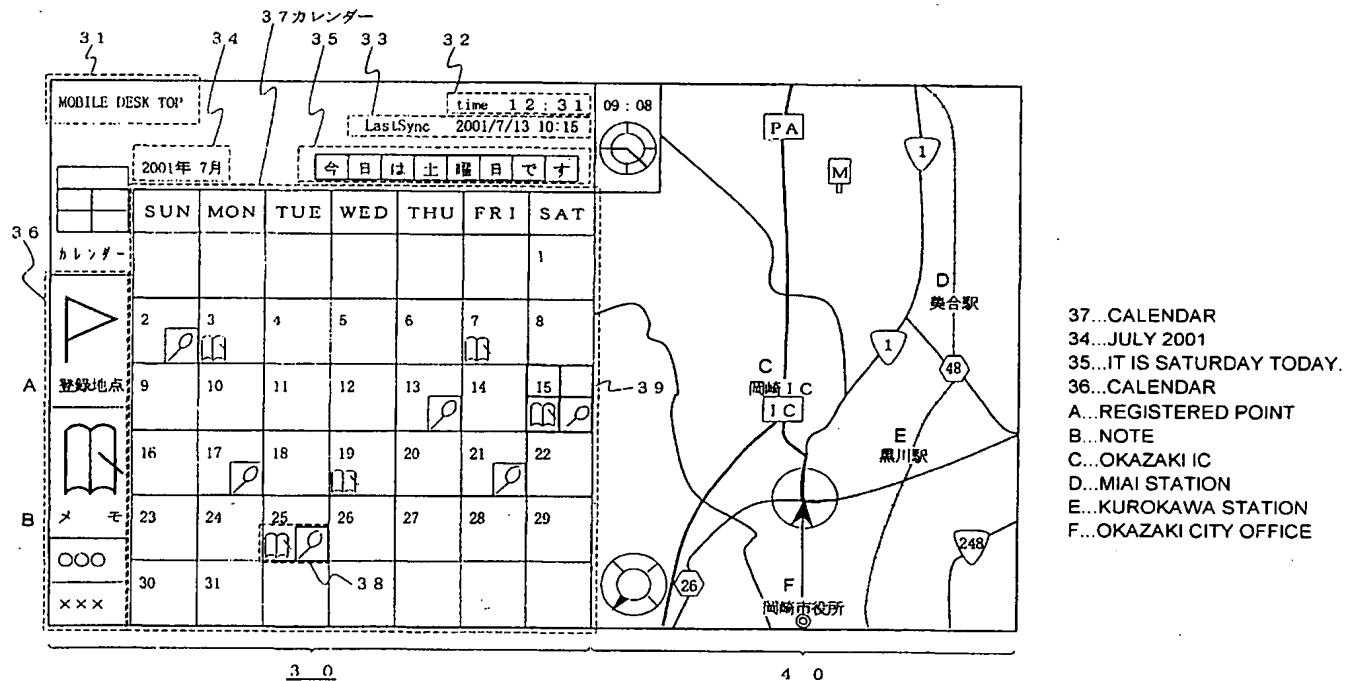 37カレンダー
31 34 35 33 32
MOBILE DESK TOP
time 12:31
LastSync 2001/7/13 10:15
2001年 7月
今日は土曜日です
36
カレンダー
SUN MON TUE WED THU FRI SAT
1
2 3 4 5 6 7 8
9 10 11 12 13 14 15
16 17 18 19 20 21 22
23 24 25 26 27 28 29
30 31
A 登録地点
B メモ
○○○
×××
39
38
30
09:08
PA
M
1
D
美合駅
1
48
C
岡崎IC
IC
E
黒川駅
248
26
F
岡崎市役所
40
37...CALENDAR
34...JULY 2001
35...IT IS SATURDAY TODAY.
36...CALENDAR
A...REGISTERED POINT
B...NOTE
C...OKAZAKI IC
D...MIAI STATION
E...KUROKAWA STATION
F...OKAZAKI CITY OFFICE